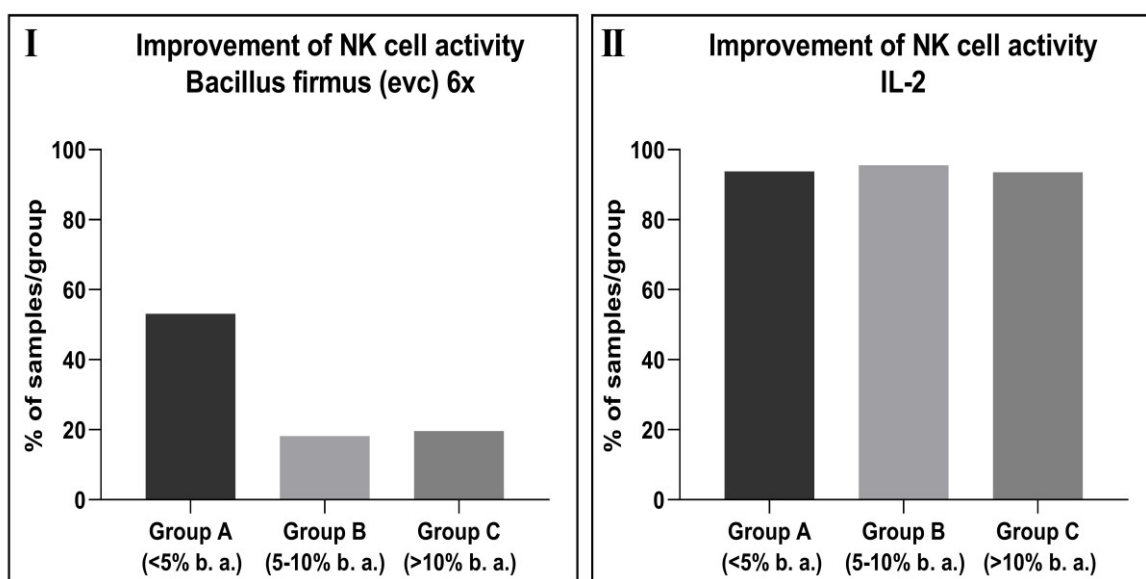 I
Improvement of NK cell activity
Bacillus firmus (evc) 6x
% of samples/group
100
80
60
40
20
0
Group A
(<5% b. a.)
Group B
(5-10% b. a.)
Group C
(>10% b. a.)
II
Improvement of NK cell activity
IL-2
% of samples/group
100
80
60
40
20
0
Group A
(<5% b. a.)
Group B
(5-10% b. a.)
Group C
(>10% b. a.)